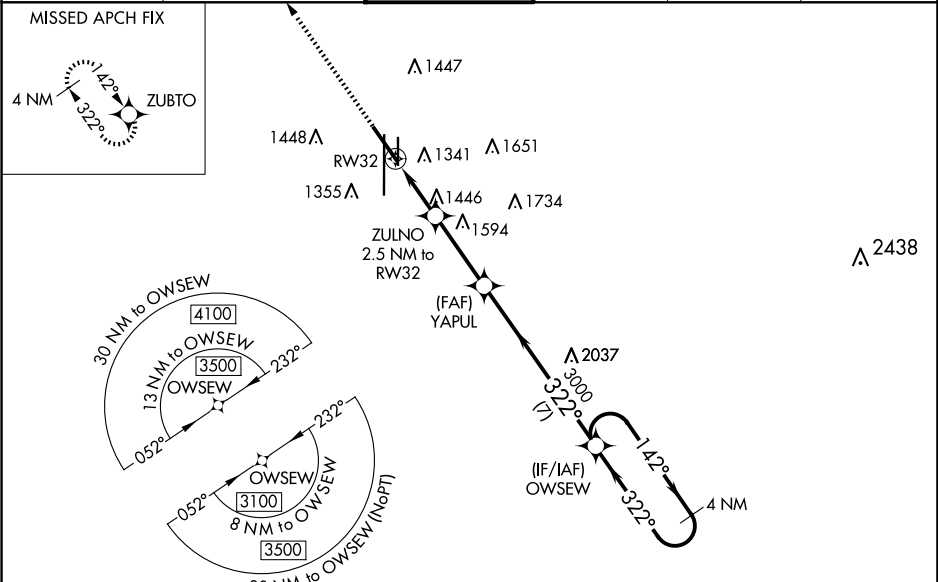 MISSED APCH FIX
142°
4 NM
ZUBTO
322°
1447
1448
RW32
1341
1651
1355
1446
1734
ZULNO
2.5 NM to
RW32
1594
2438
(FAF)
YAPUL
30 NM to OWSEW
4100
13 NM to OWSEW
3500
232°
OWSEW
052°
2037
3000
322°
(7)
232°
OWSEW
052°
3100
8 NM to OWSEW
3500
NM to OWSEW (NoPT)
(IF/IAF)
OWSEW
142°
322°
4 NM